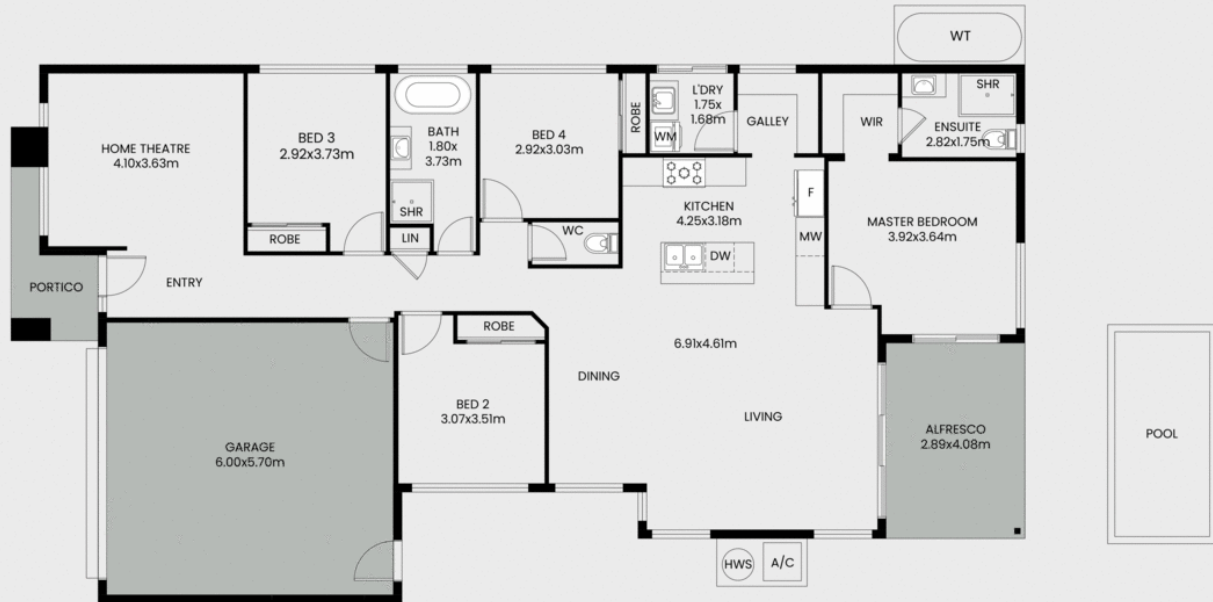 WT
HOME THEATRE
4.10x3.63m
BED 3
2.92x3.73m
ROBE
BATH
1.80x
3.73m
SHR
LIN
BED 4
2.92x3.03m
ROBE
WC
L'DRY
1.75x
1.68m
WM
GALLEY
WIR
SHR
ENSUITE
2.82x1.75m
KITCHEN
4.25x3.18m
F
MW
DW
MASTER BEDROOM
3.92x3.64m
PORTICO
ENTRY
ROBE
BED 2
3.07x3.51m
6.91x4.61m
DINING
LIVING
GARAGE
6.00x5.70m
ALFRESCO
2.89x4.08m
POOL
HWS
A/C